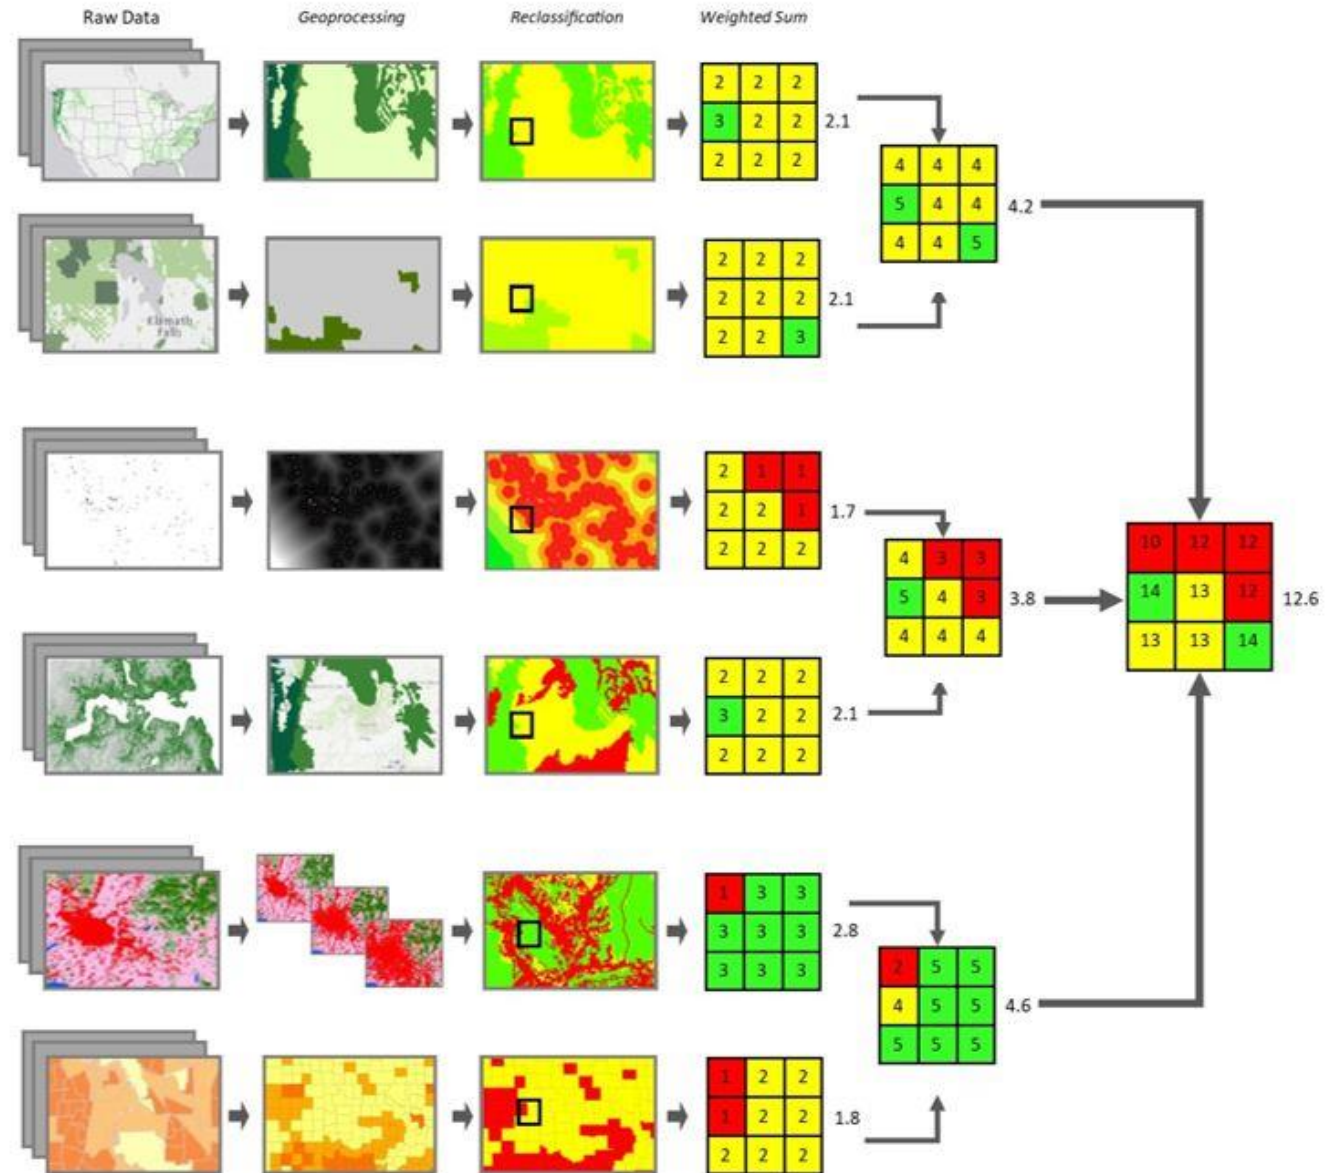 Raw Data Geoprocessing Reclassification Weighted Sum
2 2 2
3 2 2 2.1
2 2 2
4 4 4
5 4 4 4.2
4 4 5
Klamath
Falls
2 2 2
2 2 2 2.1
2 2 3
2 1 1
2 2 1 1.7
2 2 2
4 3 3
5 4 3 3.8
4 4 4
10 12 12
14 13 12 12.6
13 13 14
2 2 2
3 2 2 2.1
2 2 2
1 3 3
3 3 3 2.8
3 3 3
2 5 5
4 5 5 4.6
5 5 5
1 2 2
1 2 2 1.8
2 2 2